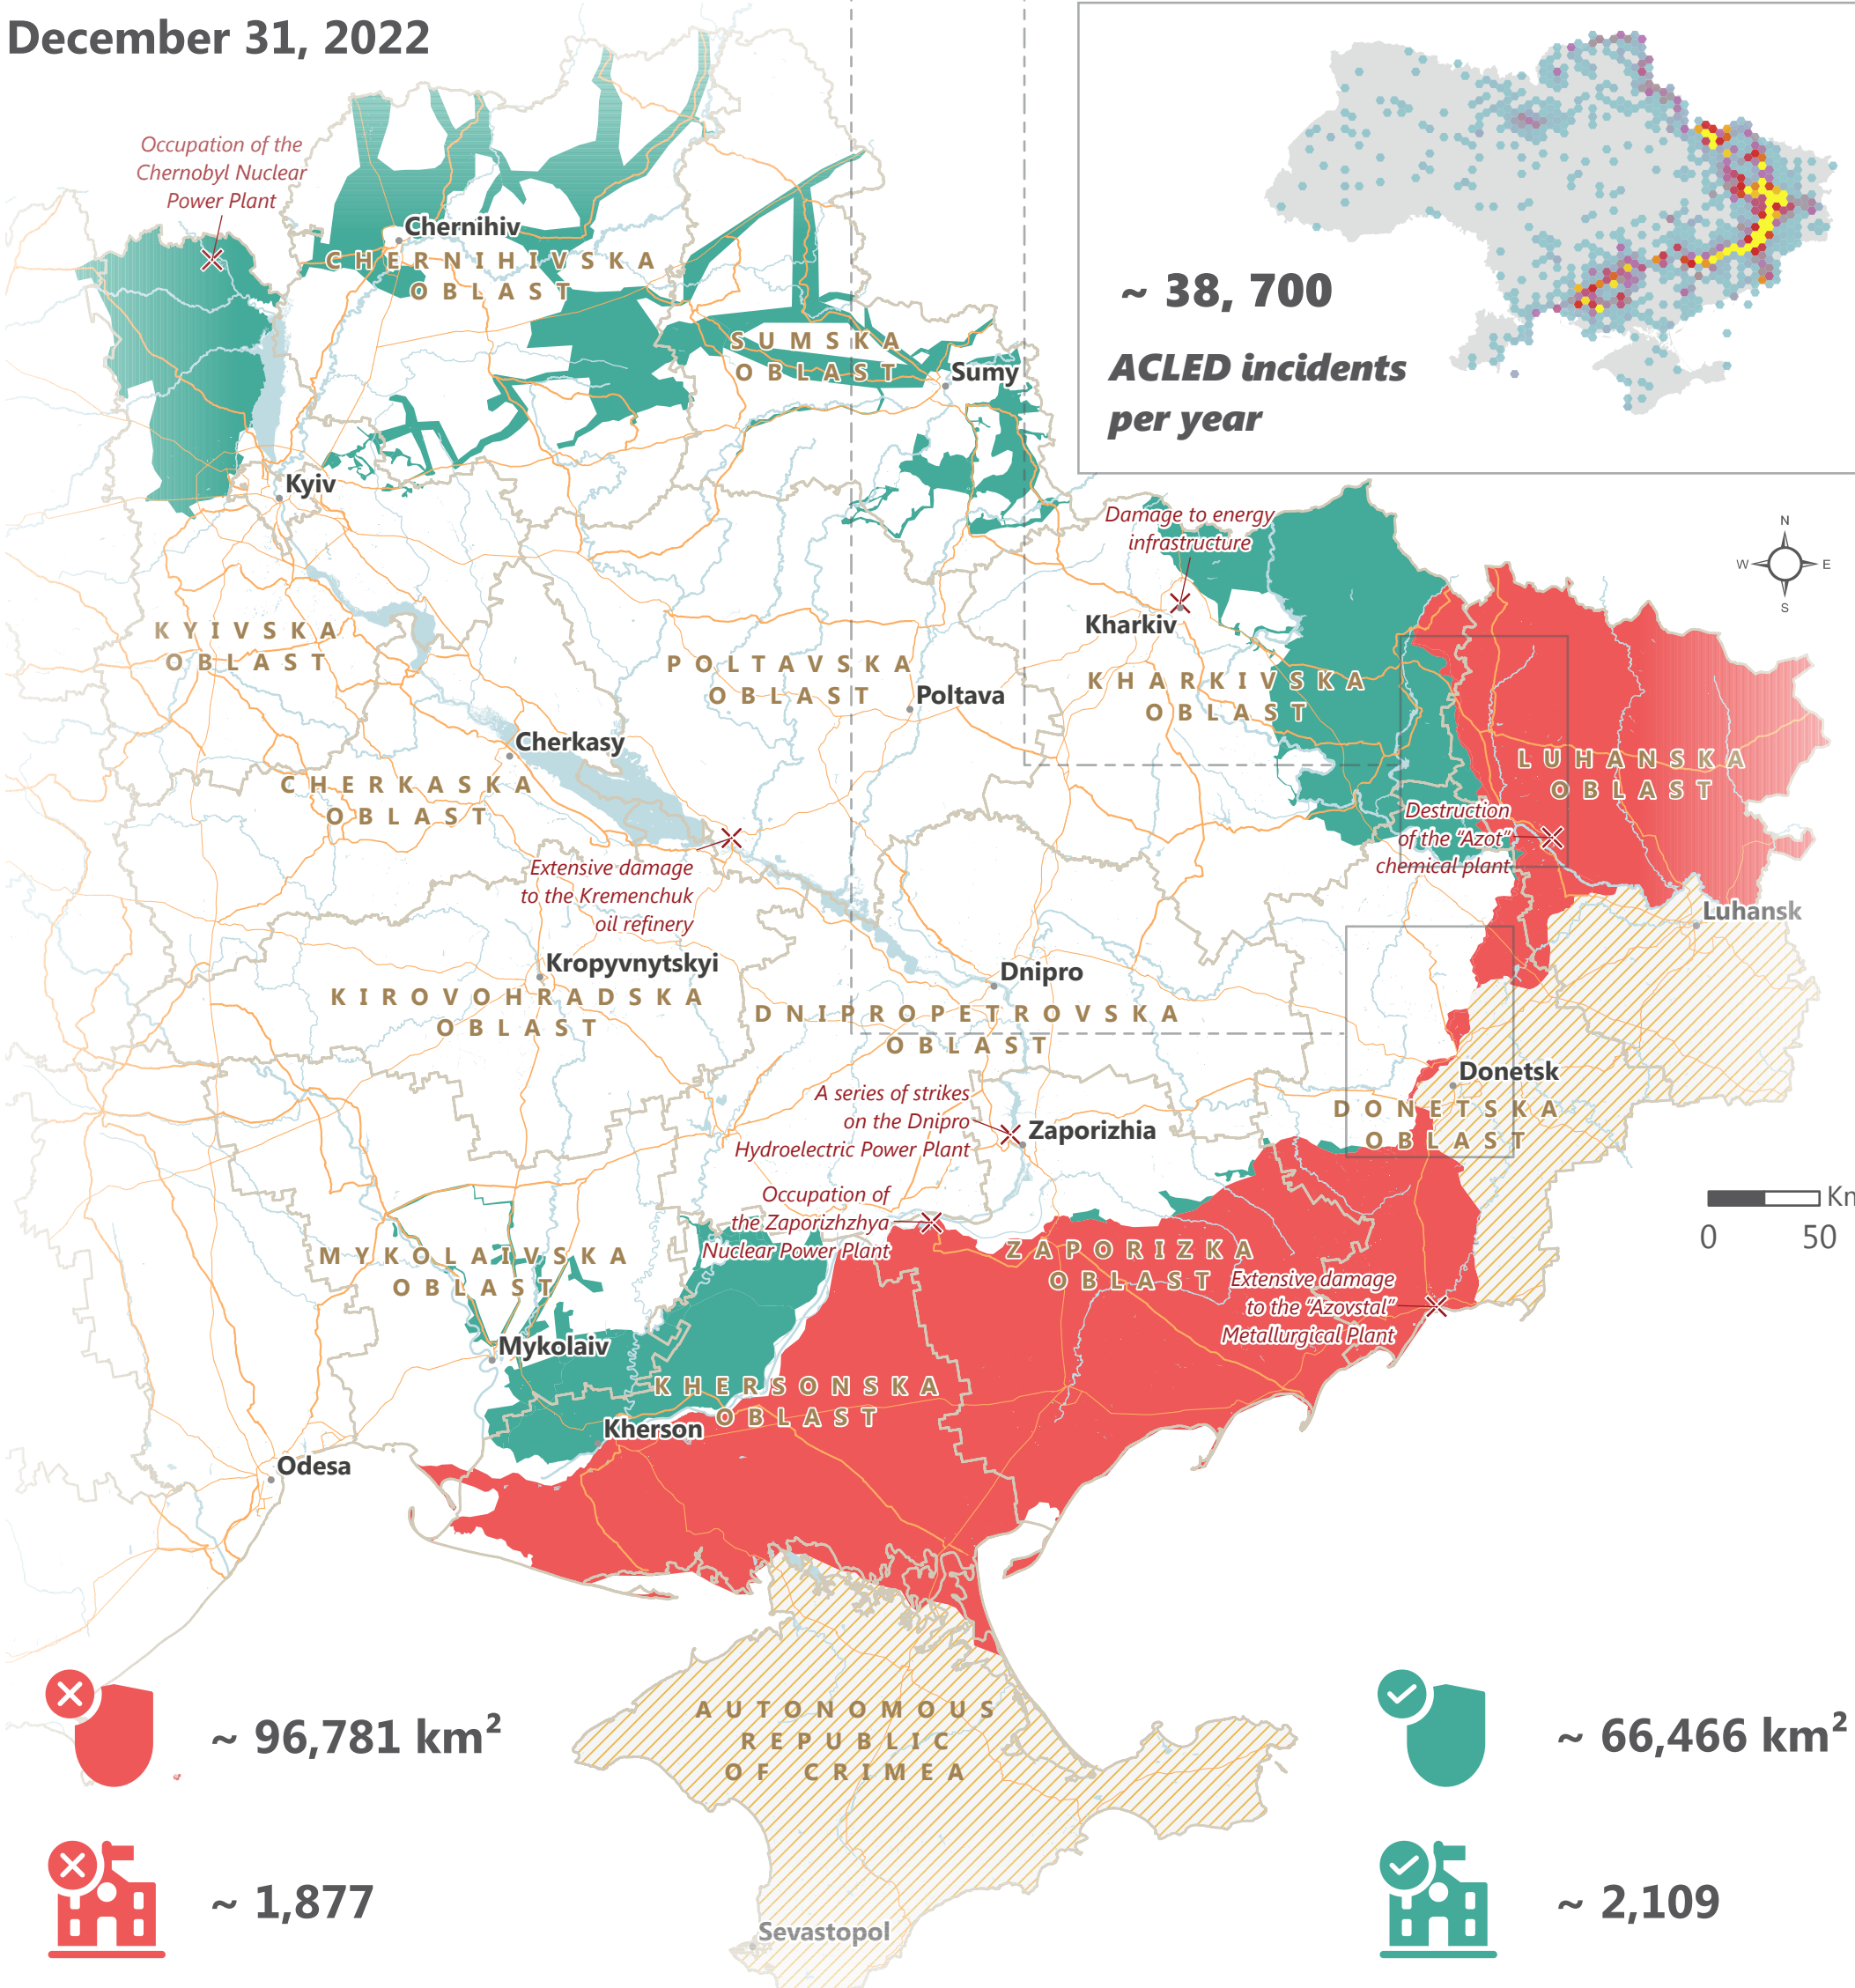 December 31, 2022
~ 38, 700
ACLED incidents
per year
Occupation of the
Chernobyl Nuclear
Power Plant
Chernihiv
CHERNIHIVSKA
OBLAST
SUMSKA
OBLAST
Sumy
Kyiv
Damage to energy
infrastructure
N
W
E
S
Kharkiv
KYIVSKA
OBLAST
POLTAVSKA
OBLAST
Poltava
KHARKIVSKA
OBLAST
Cherkasy
CHERKASKA
OBLAST
LUHANSKA
OBLAST
Destruction
of the “Azot”
chemical plant
Extensive damage
to the Kremenchuk
oil refinery
Luhansk
Kropyvnytskyi
KIROVOHRADSKA
OBLAST
Dnipro
DNIPROPETROVSKA
OBLAST
Donetsk
DONETSKA
OBLAST
A series of strikes
on the Dnipro
Hydroelectric Power Plant
Zaporizhia
Occupation of
the Zaporizhzhya
Nuclear Power Plant
Km
0 50
MYKOLAIVSKA
OBLAST
ZAPORIZKA
OBLAST
Extensive damage
to the “Azovstal”
Metallurgical Plant
Mykolaiv
KHERSONSKA
OBLAST
Kherson
Odesa
AUTONOMOUS
REPUBLIC
OF CRIMEA
Sevastopol
~ 96,781 km²
~ 66,466 km²
~ 1,877
~ 2,109